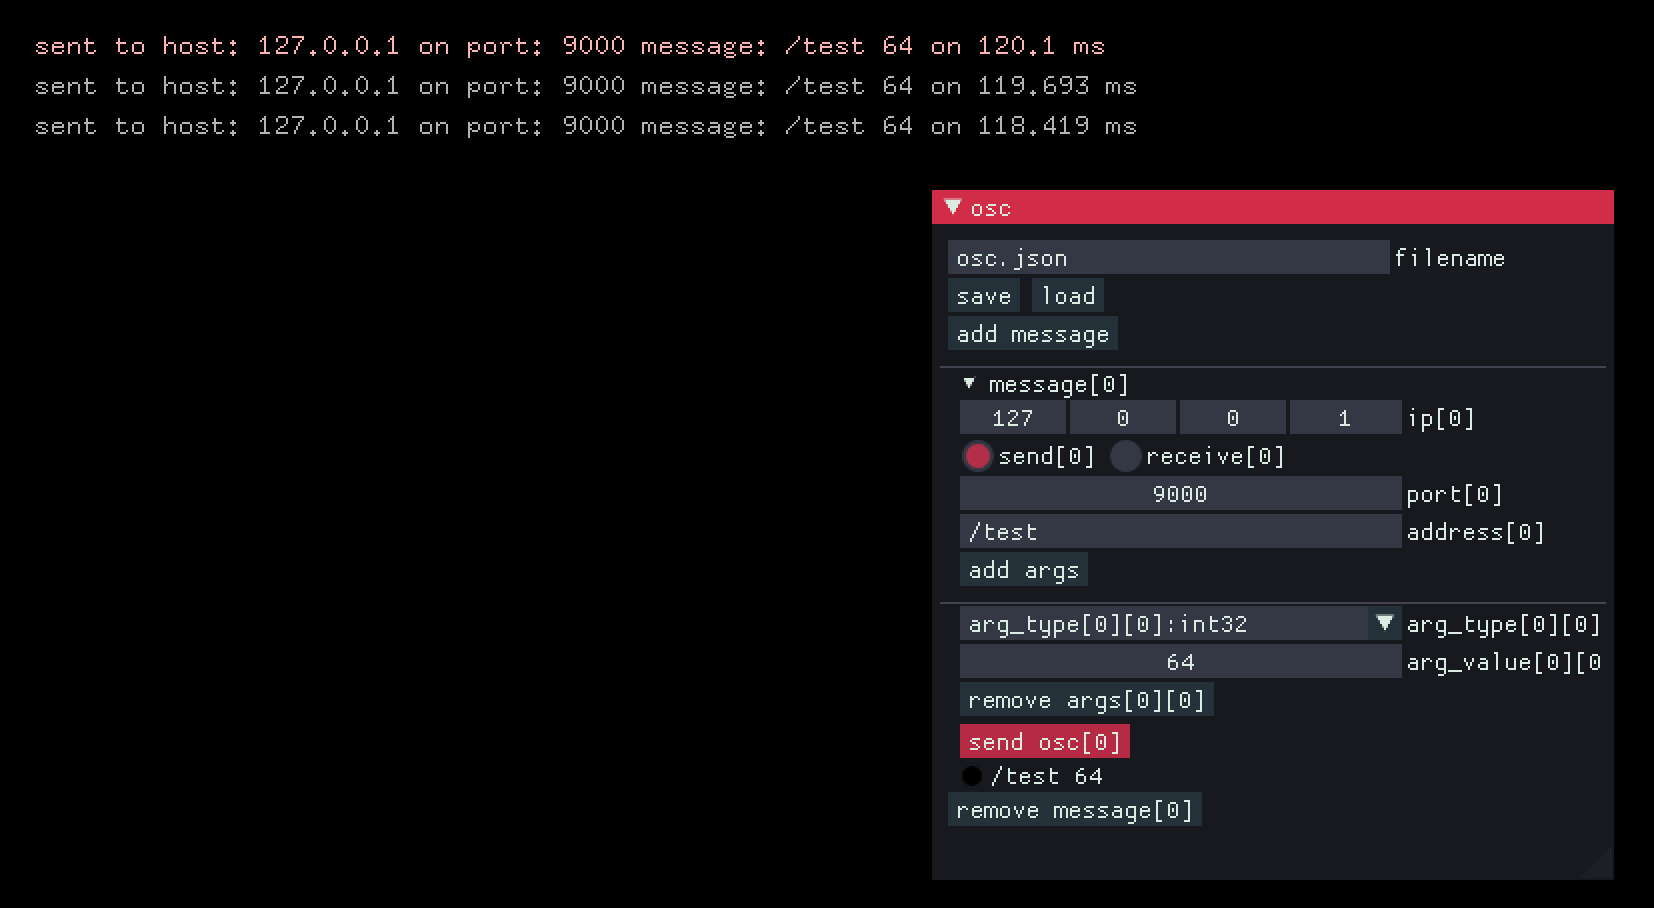 sent to host: 127.0.0.1 on port: 9000 message: /test 64 on 120.1 ms
sent to host: 127.0.0.1 on port: 9000 message: /test 64 on 119.693 ms
sent to host: 127.0.0.1 on port: 9000 message: /test 64 on 118.419 ms
osc
osc.json filename
save load
add message
message[0]
127 0 0 1 ip[0]
send[0] receive[0]
9000 port[0]
/test address[0]
add args
arg_type[0][0]:int32 arg_type[0][0]
64 arg_value[0][0
remove args[0][0]
send osc[0]
/test 64
remove message[0]